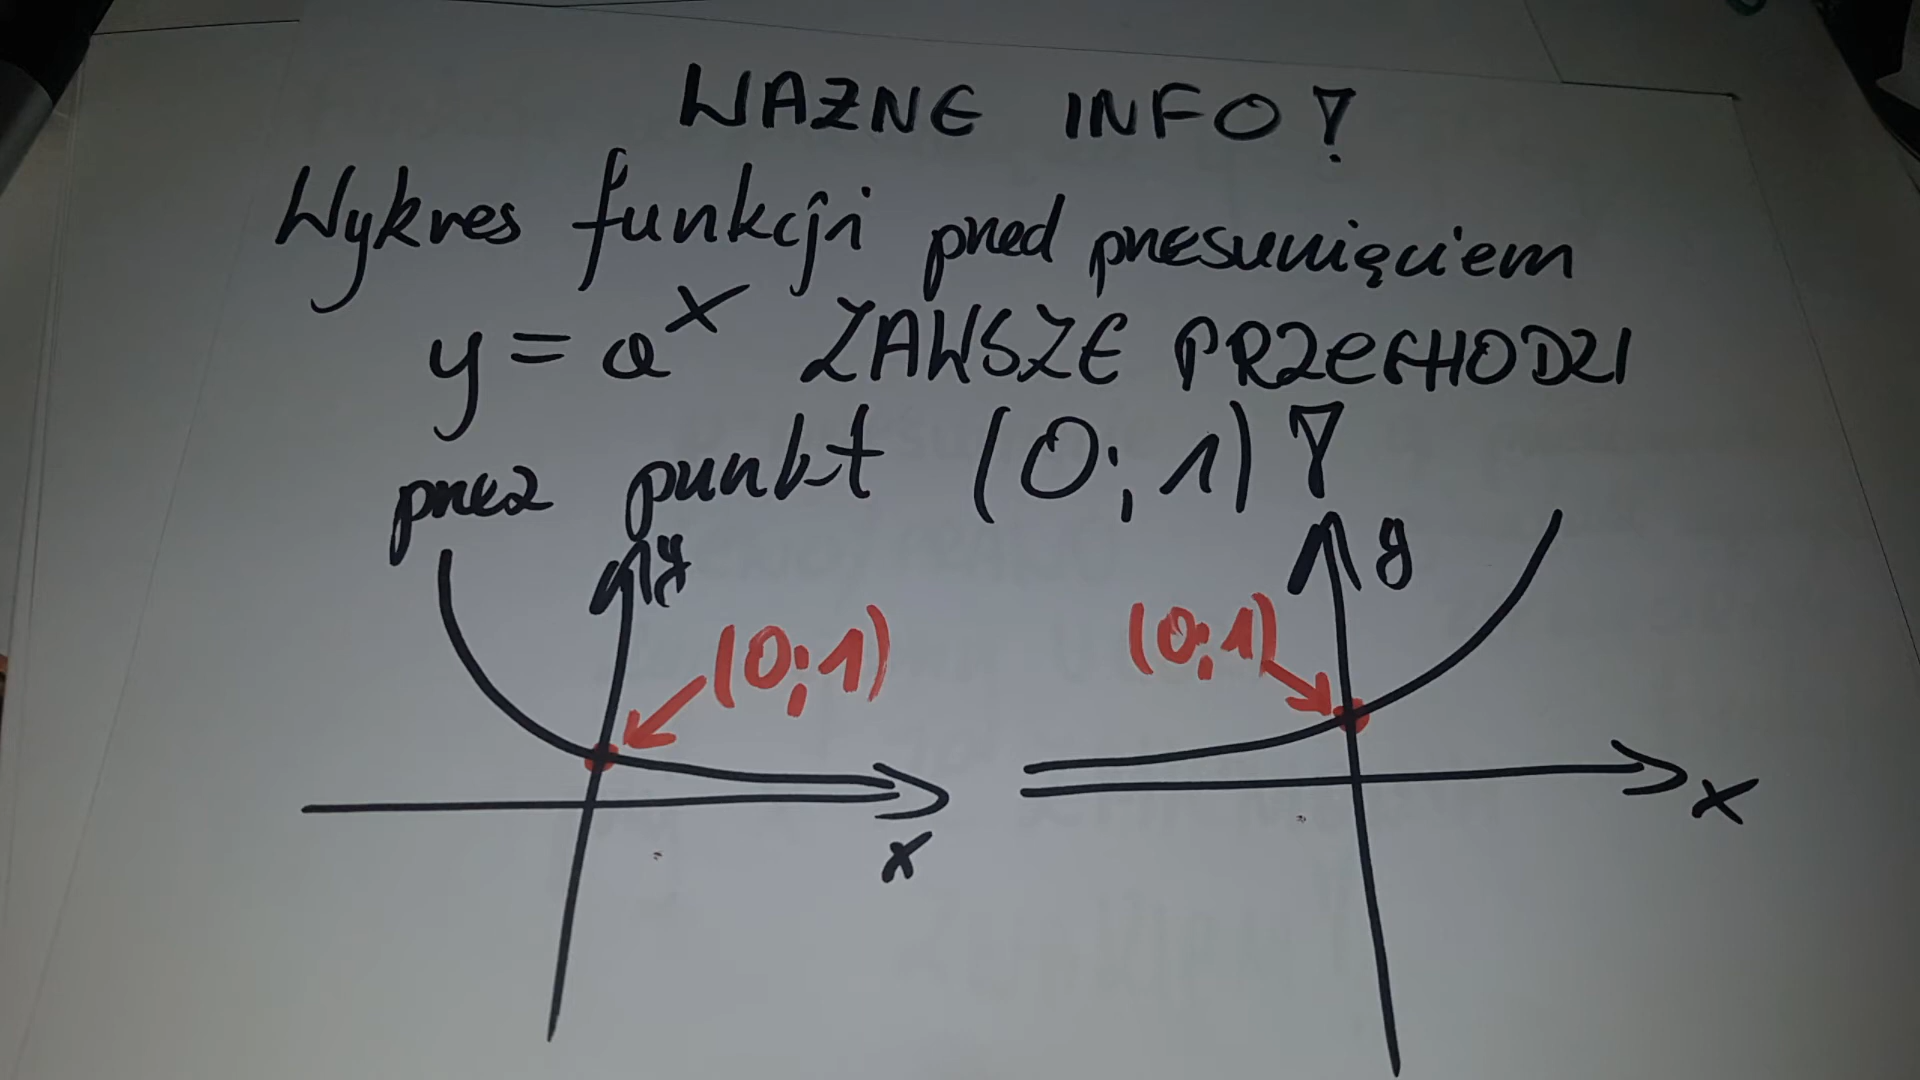 WAZNE INFO!
Wykres funkcji przed przesunięciem
y = a^x ZAWSZE PRZECHODZI
przez punkt (0; 1)!
y
y
(0;1)
(0;1)
x
x